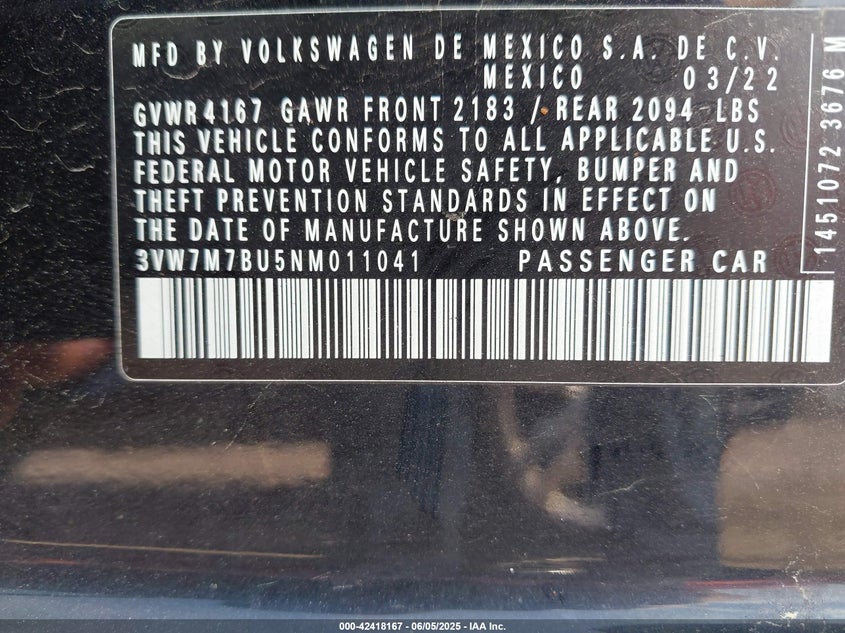 MFD BY VOLKSWAGEN DE MEXICO S.A. DE C.V.
MEXICO 03/22
GVWR 4167 GAWR FRONT 2183 / REAR 2094 LBS
THIS VEHICLE CONFORMS TO ALL APPLICABLE U.S.
FEDERAL MOTOR VEHICLE SAFETY, BUMPER AND
THEFT PREVENTION STANDARDS IN EFFECT ON
THE DATE OF MANUFACTURE SHOWN ABOVE.
3VW7M7BU5NM011041 PASSENGER CAR
1451072 3676 M
000-42418167 - 06/05/2025 - IAA Inc.